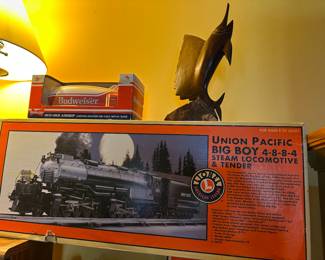 Budweiser
UNION PACIFIC
BIG BOY 4-8-8-4
STEAM LOCOMOTIVE
& TENDER
LIONEL